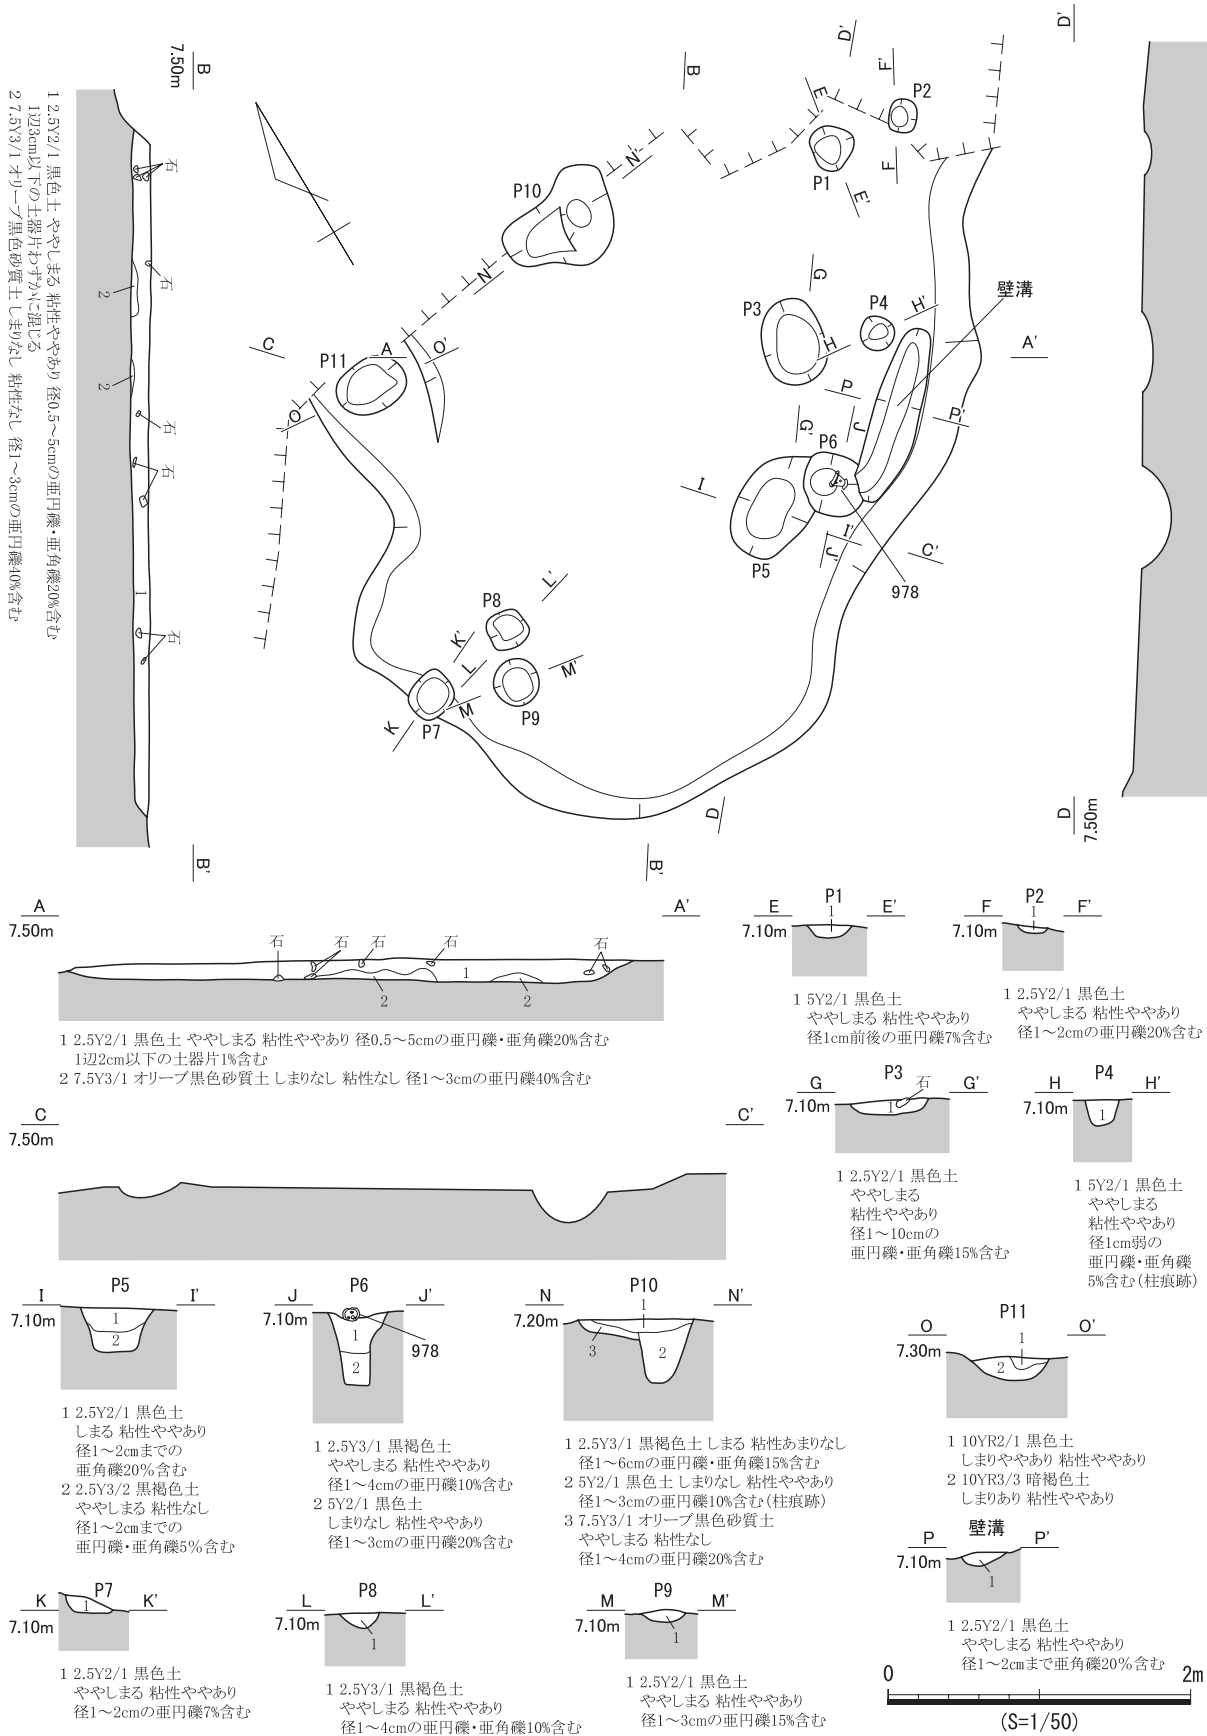 B
7.50m
1 2.5Y2/1 黒色土 ややしまる 粘性ややあり 径0.5～5cmの亜円礫・亜角礫20%含む
1辺3cm以下の土器片わずかに混じる
2 7.5Y3/1 オリーブ黒色砂質土 しまりなし 粘性なし 径1～3cmの亜円礫40%含む
石
石
2
2
石
石
1
石
B'
D'
D
7.50m
B
D'
F'
E
P2
P1
F
E'
N'
P10
N
G
P3
P4
H'
H
壁溝
A'
C
P11
A
O'
O
P
P'
G'
J
P6
I
I'
J'
P5
C'
978
L'
P8
K'
L
M'
M
P9
P7
K
D
B'
A
A'
7.50m
石
石
石
石
石
1
2
2
1 2.5Y2/1 黒色土 ややしまる 粘性ややあり 径0.5～5cmの亜円礫・亜角礫20%含む
1辺2cm以下の土器片1%含む
2 7.5Y3/1 オリーブ黒色砂質土 しまりなし 粘性なし 径1～3cmの亜円礫40%含む
C
C'
7.50m
P1
E
1
E'
7.10m
1 5Y2/1 黒色土
ややしまる 粘性ややあり
径1cm前後の亜円礫7%含む
P2
F
1
F'
7.10m
1 2.5Y2/1 黒色土
ややしまる 粘性ややあり
径1～2cmの亜円礫20%含む
P3
G
石
G'
7.10m
1
1 2.5Y2/1 黒色土
ややしまる
粘性ややあり
径1～10cmの
亜円礫・亜角礫15%含む
P4
H
H'
7.10m
1
1 5Y2/1 黒色土
ややしまる
粘性ややあり
径1cm弱の
亜円礫・亜角礫
5%含む(柱痕跡)
P5
I
I'
7.10m
1
2
1 2.5Y2/1 黒色土
しまる 粘性ややあり
径1～2cmまでの
亜角礫20%含む
2 2.5Y3/2 黒褐色土
ややしまる 粘性なし
径1～2cmまでの
亜円礫・亜角礫5%含む
P6
J
J'
7.10m
1
978
2
1 2.5Y3/1 黒褐色土
ややしまる 粘性ややあり
径1～4cmの亜円礫10%含む
2 5Y2/1 黒色土
しまりなし 粘性ややあり
径1～3cmの亜円礫20%含む
P10
N
1
N'
7.20m
3
2
1 2.5Y3/1 黒褐色土 しまる 粘性あまりなし
径1～6cmの亜円礫・亜角礫15%含む
2 5Y2/1 黒色土 しまりなし 粘性ややあり
径1～3cmの亜円礫10%含む(柱痕跡)
3 7.5Y3/1 オリーブ黒色砂質土
ややしまる 粘性なし
径1～4cmの亜円礫20%含む
P11
O
1
O'
7.30m
2
1 10YR2/1 黒色土
しまりややあり 粘性ややあり
2 10YR3/3 暗褐色土
しまりあり 粘性ややあり
壁溝
P
P'
7.10m
1
1 2.5Y2/1 黒色土
ややしまる 粘性ややあり
径1～2cmまで亜角礫20%含む
P7
K
1
K'
7.10m
1 2.5Y2/1 黒色土
ややしまる 粘性ややあり
径1～2cmの亜円礫7%含む
P8
L
L'
7.10m
1
1 2.5Y3/1 黒褐色土
ややしまる 粘性ややあり
径1～4cmの亜円礫・亜角礫10%含む
P9
M
M'
7.10m
1
1 2.5Y2/1 黒色土
ややしまる 粘性ややあり
径1～3cmの亜円礫15%含む
0
2m
(S=1/50)